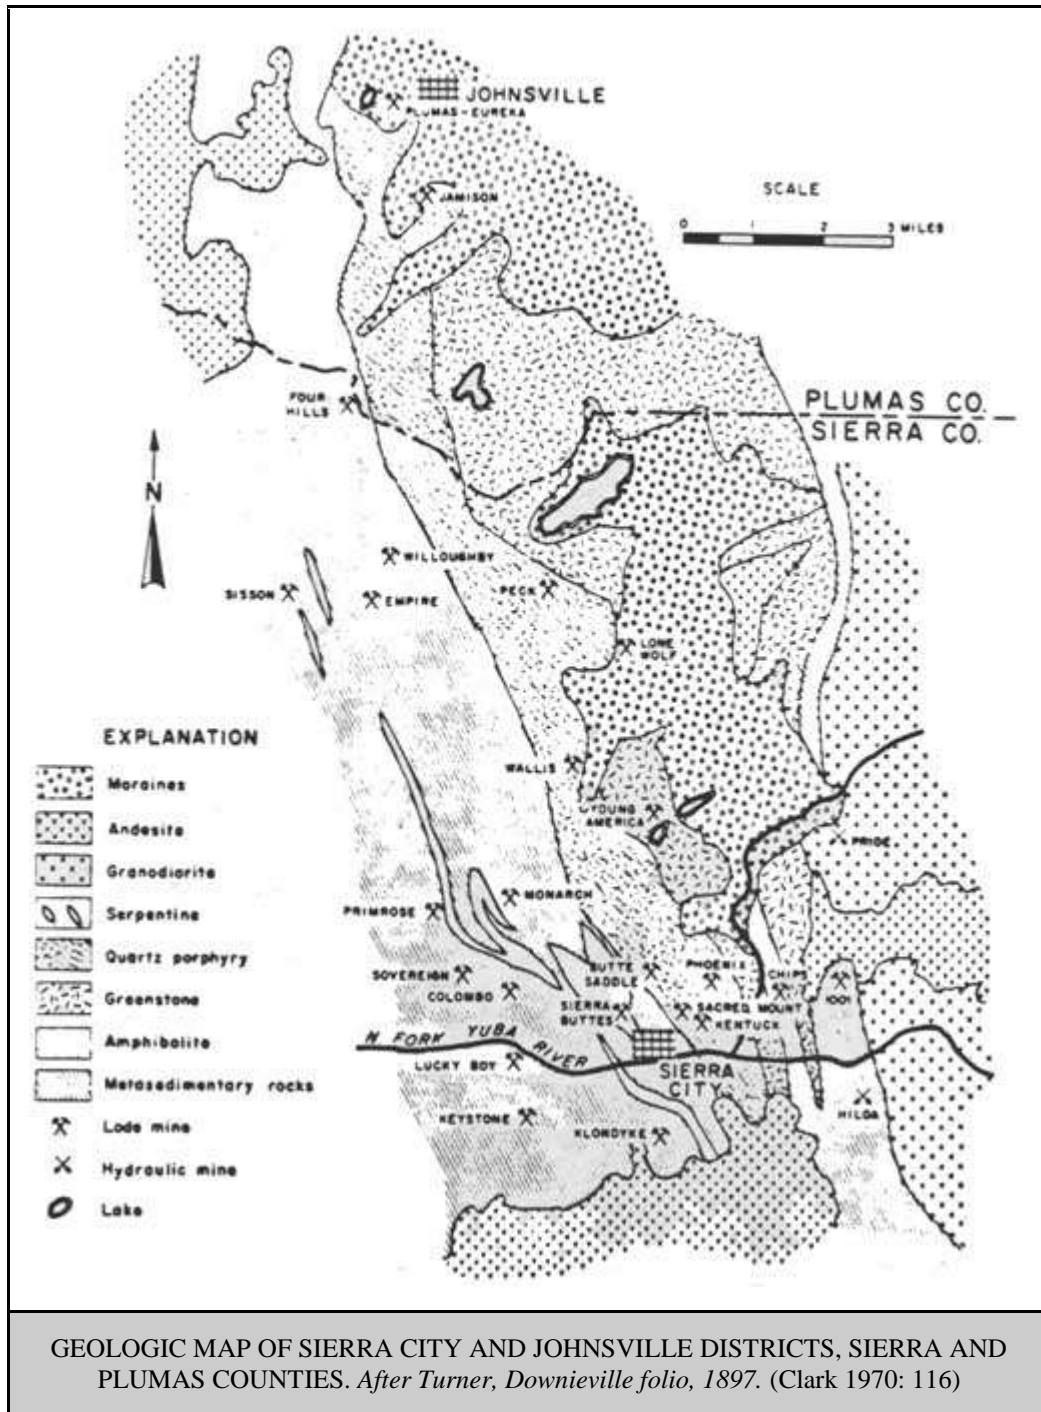 JOHNSVILLE
PLUMAS-EUREKA
JAMISON
SCALE
0 1 2 3 MILES
PLUMAS CO.
SIERRA CO.
FOUR
HILLS
N
WILLOUGHBY
SISSON
EMPIRE
PECK
LONE
WOLF
WALLIS
YOUNG
AMERICA
PRIDE
MONARCH
PRIMROSE
SOVEREIGN
COLOMBO
BUTTE
SADDLE
PHOENIX
CHIPS
1001
SIERRA
BUTTES
SACRED MOUNT
KENTUCK
N. FORK YUBA RIVER
LUCKY BOY
SIERRA
CITY
HILDA
KEYSTONE
KLONDYKE
EXPLANATION
Moraines
Andesite
Granodiorite
Serpentine
Quartz porphyry
Greenstone
Amphibolite
Metasedimentary rocks
Lode mine
Hydraulic mine
Lake
GEOLOGIC MAP OF SIERRA CITY AND JOHNSVILLE DISTRICTS, SIERRA AND
PLUMAS COUNTIES. After Turner, Downieville folio, 1897. (Clark 1970: 116)